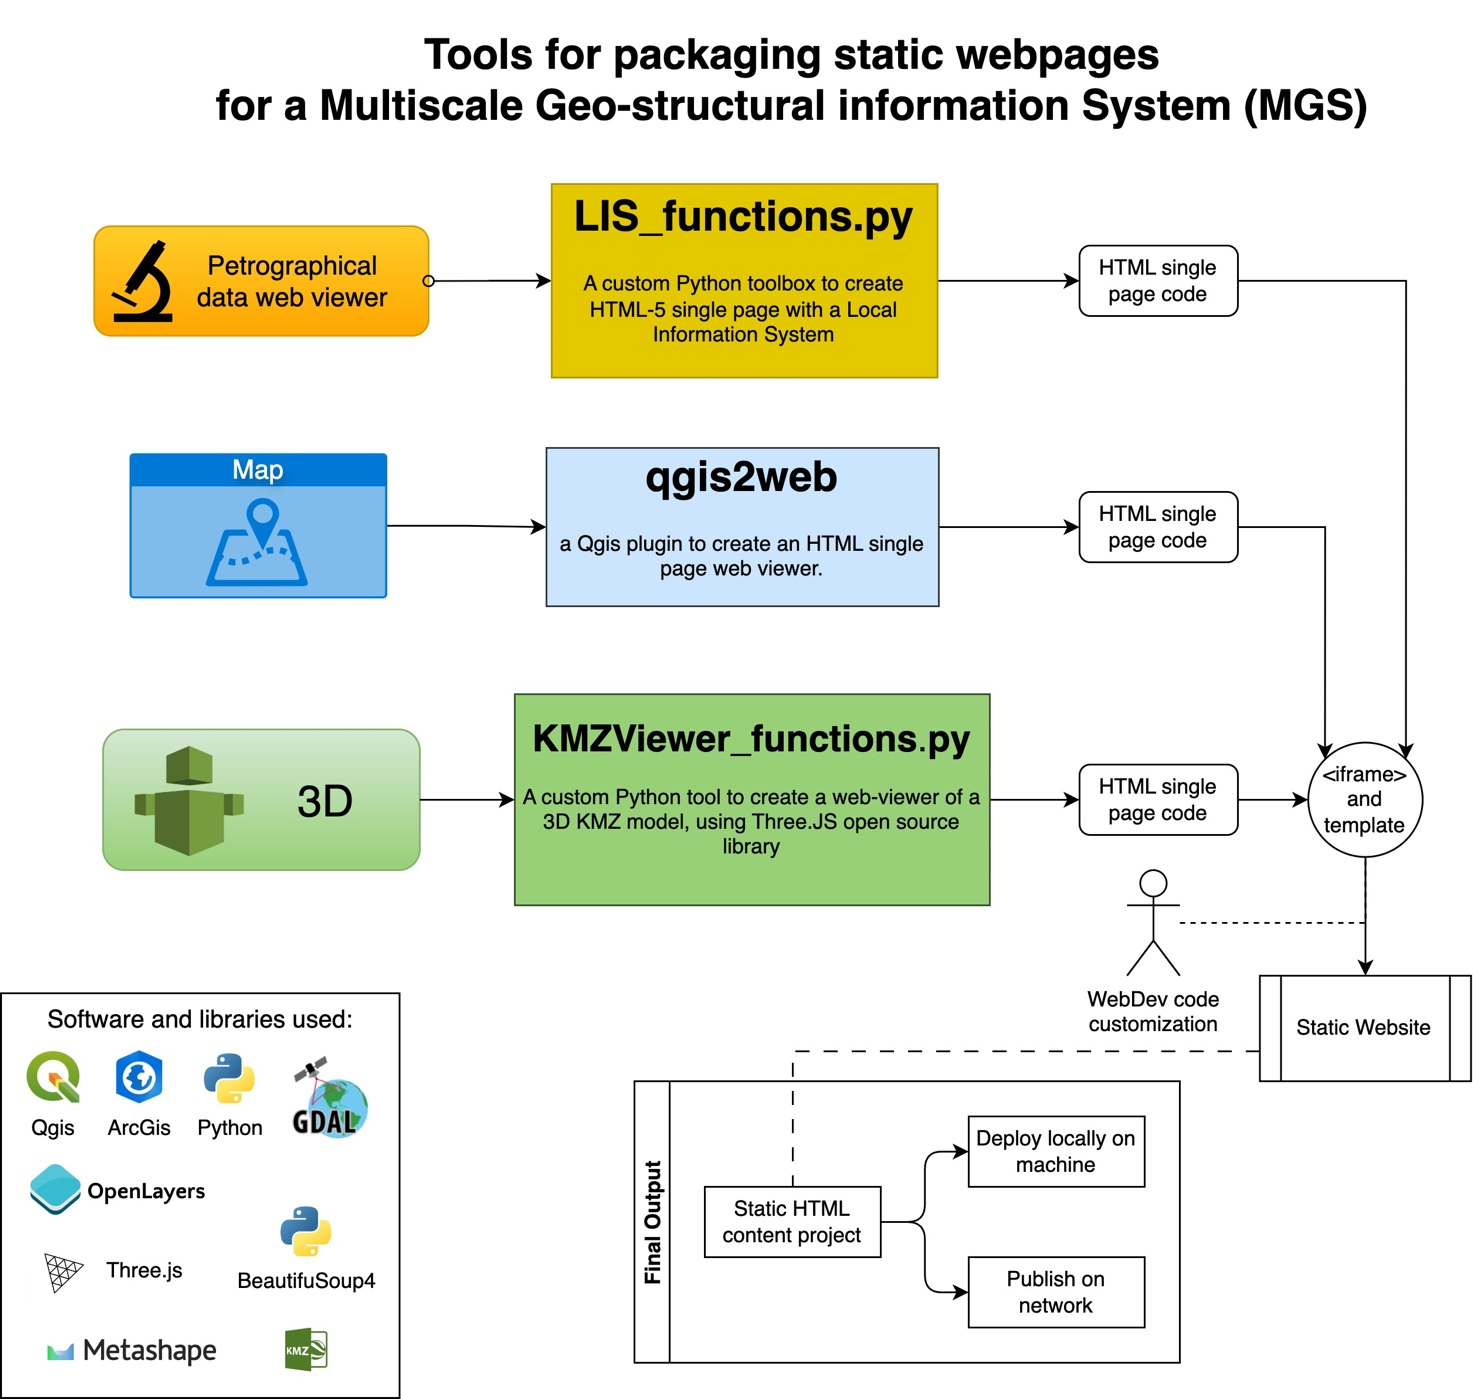 Tools for packaging static webpages
for a Multiscale Geo-structural information System (MGS)
Petrographical
data web viewer
LIS_functions.py
A custom Python toolbox to create
HTML-5 single page with a Local
Information System
HTML single
page code
Map
qgis2web
a Qgis plugin to create an HTML single
page web viewer.
HTML single
page code
3D
KMZViewer_functions.py
A custom Python tool to create a web-viewer of a
3D KMZ model, using Three.JS open source
library
HTML single
page code
<iframe>
and
template
WebDev code
customization
Static Website
Software and libraries used:
Qgis
ArcGis
Python
GDAL
OpenLayers
Three.js
BeautifuSoup4
Metashape
KMZ
Final Output
Static HTML
content project
Deploy locally on
machine
Publish on
network